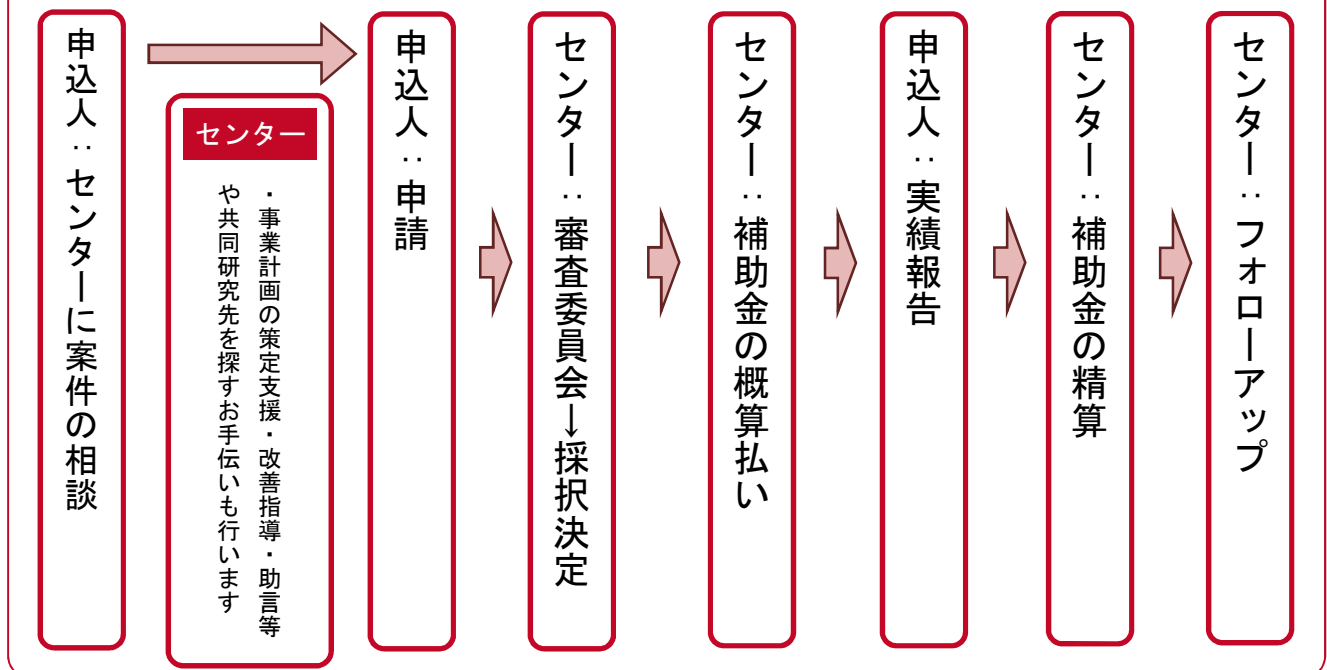 申込人：センターに案件の相談
センター
・事業計画の策定支援・改善指導・助言等
や共同研究先を探すお手伝いも行います
申込人：申請
センター：審査委員会→採択決定
センター：補助金の概算払い
申込人：実績報告
センター：補助金の精算
センター：フォローアップ